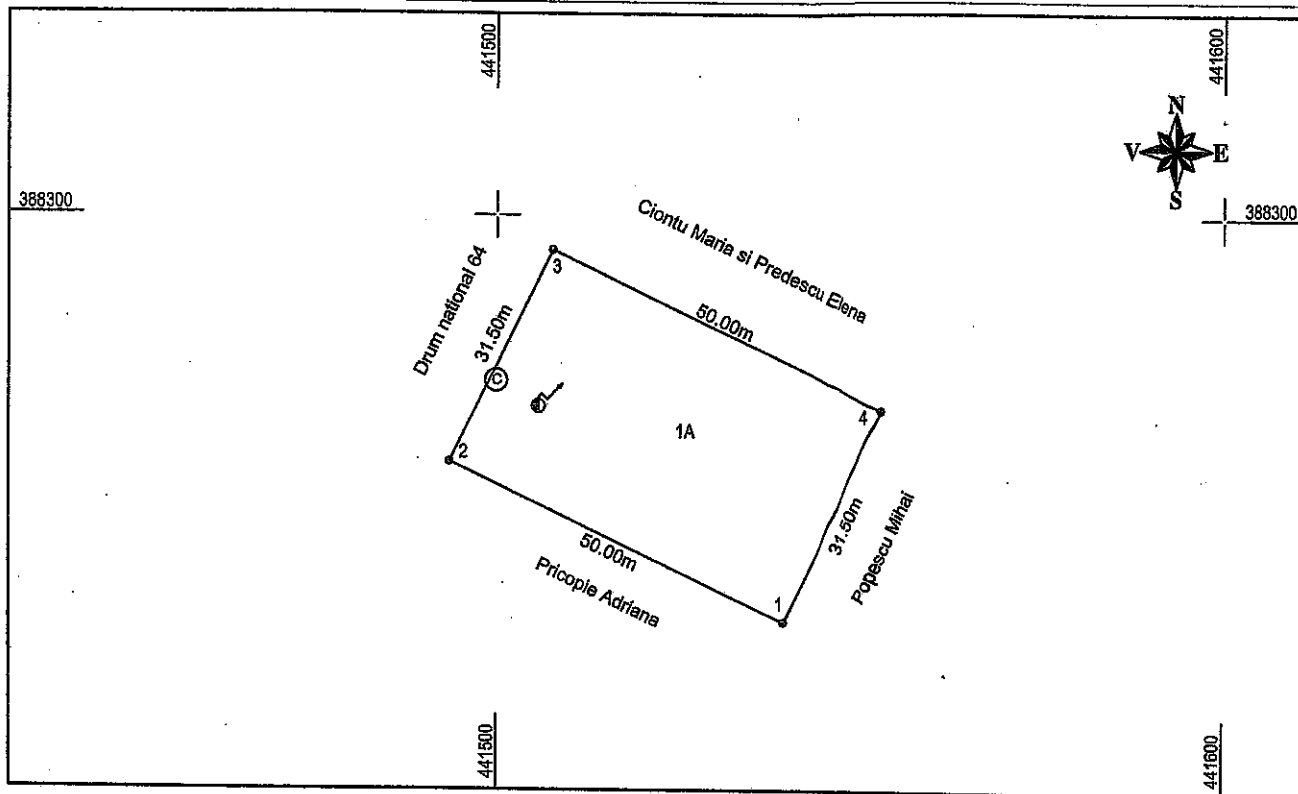 441500
441600
N
V E
S
388300
388300
Ciontu Maria si Predescu Elena
Drum national 64
3
50.00m
31.50m
C
4
1A
2
31.50m
Popescu Mihai
50.00m
Pricopie Adriana
1
441500
441600